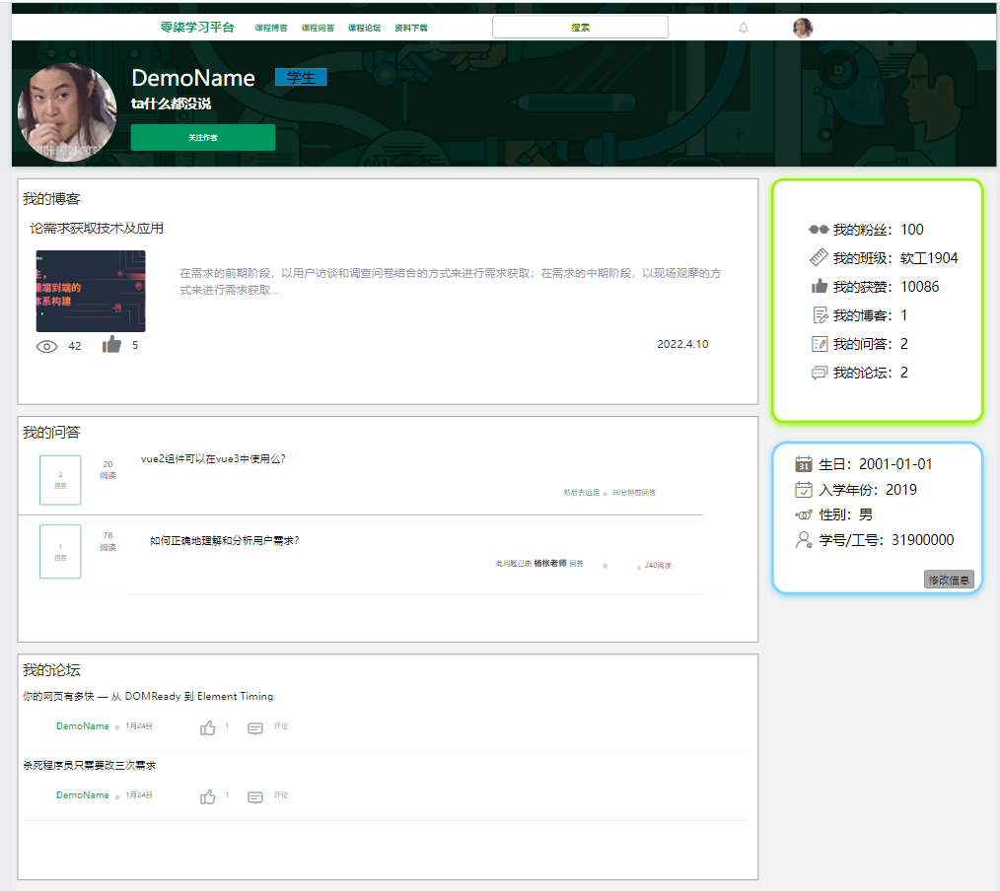 零柒学习平台 课程博客 课程问答 课程论坛 资料下载 搜索
DemoName 学生
ta什么都没说
关注作者
我的博客
论需求获取技术及应用
端到端的
体系构建
在需求的前期阶段，以用户访谈和调查问卷结合的方式来进行需求获取；在需求的中期阶段，以现场观摩的方
式来进行需求获取...
42 5 2022.4.10
我的问答
2
回答
20
阅读
vue2组件可以在vue3中使用么?
然后去远足 36分钟前回答
1
回答
78
阅读
如何正确地理解和分析用户需求?
此问题已由 杨枨老师 回答 240阅读
我的论坛
你的网页有多快 — 从 DOMReady 到 Element Timing
DemoName 1月24日 1 评论
杀死程序员只需要改三次需求
DemoName 1月24日 1 评论
我的粉丝：100
我的班级：软工1904
我的获赞：10086
我的博客：1
我的问答：2
我的论坛：2
31 生日：2001-01-01
入学年份：2019
性别：男
学号/工号：31900000
修改信息